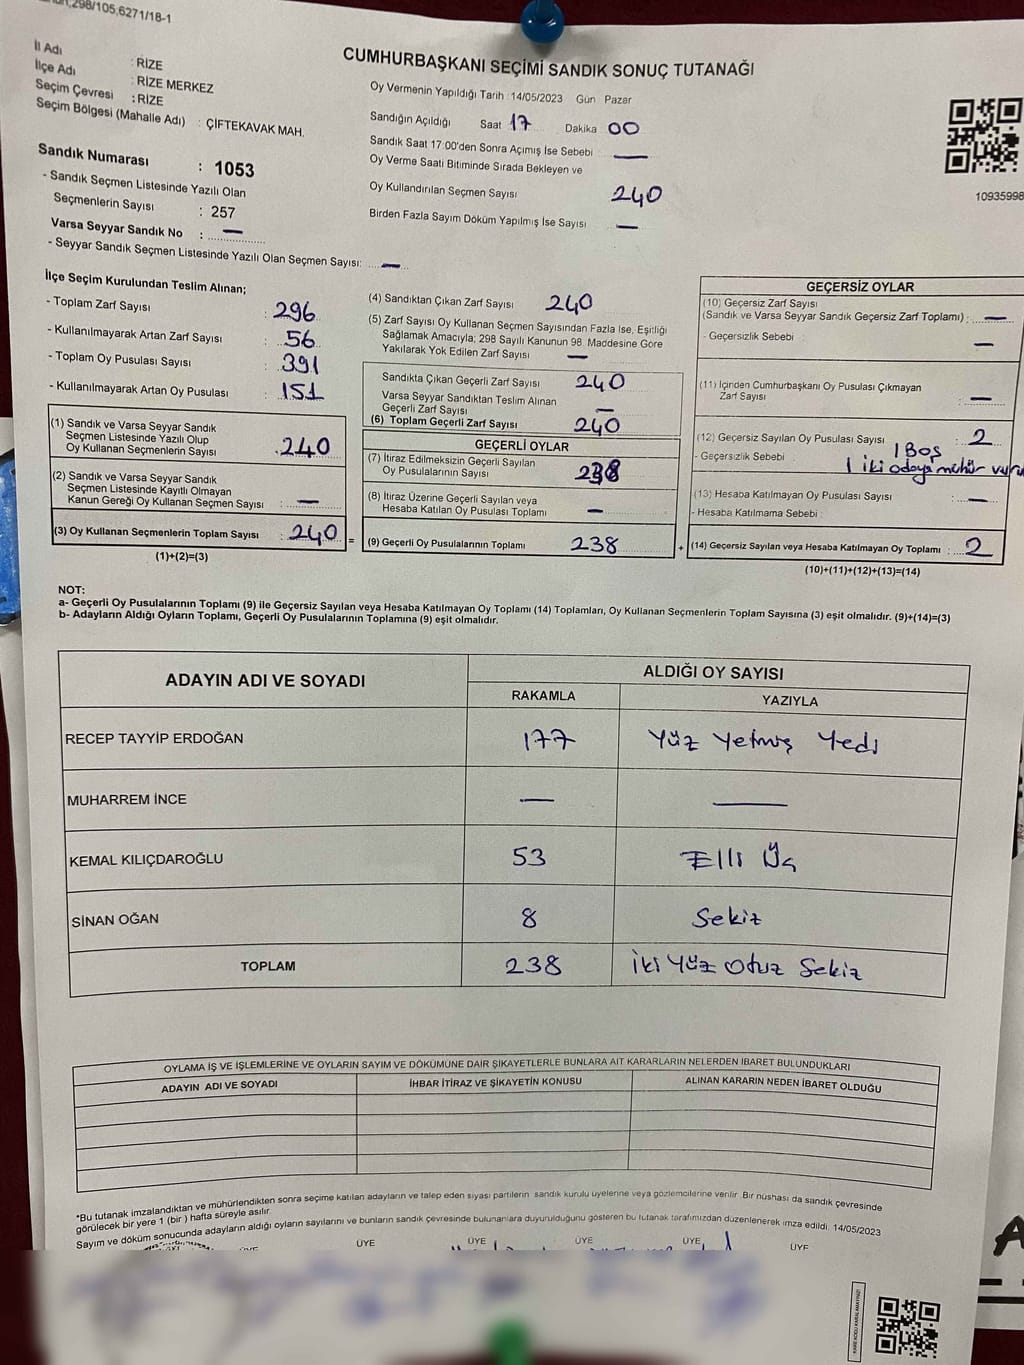 298/105,6271/18-1
İl Adı : RİZE
İlçe Adı : RİZE MERKEZ
Seçim Çevresi : RİZE
Seçim Bölgesi (Mahalle Adı) : ÇİFTEKAVAK MAH.
Sandık Numarası : 1053
- Sandık Seçmen Listesinde Yazılı Olan
Seçmenlerin Sayısı : 257
Varsa Seyyar Sandık No : —
- Seyyar Sandık Seçmen Listesinde Yazılı Olan Seçmen Sayısı: —
CUMHURBAŞKANI SEÇİMİ SANDIK SONUÇ TUTANAĞI
Oy Vermenin Yapıldığı Tarih : 14/05/2023 Gün Pazar
Sandığın Açıldığı Saat 17 Dakika 00
Sandık Saat 17:00'den Sonra Açmış İse Sebebi —
Oy Verme Saati Bitiminde Sırada Bekleyen ve
Oy Kullandırılan Seçmen Sayısı 240
Birden Fazla Sayım Döküm Yapılmış İse Sayısı —
10935998
İlçe Seçim Kurulundan Teslim Alınan;
- Toplam Zarf Sayısı : 296
- Kullanılmayarak Artan Zarf Sayısı : 56
- Toplam Oy Pusulası Sayısı : 391
- Kullanılmayarak Artan Oy Pusulası : 151
(1) Sandık ve Varsa Seyyar Sandık
Seçmen Listesinde Yazılı Olup
Oy Kullanan Seçmenlerin Sayısı : 240
(2) Sandık ve Varsa Seyyar Sandık
Seçmen Listesinde Kayıtlı Olmayan
Kanun Gereği Oy Kullanan Seçmen Sayısı : —
(3) Oy Kullanan Seçmenlerin Toplam Sayısı : 240 =
(1)+(2)=(3)
(4) Sandıktan Çıkan Zarf Sayısı 240
(5) Zarf Sayısı Oy Kullanan Seçmen Sayısından Fazla İse, Eşitliği
Sağlamak Amacıyla; 298 Sayılı Kanunun 98. Maddesine Göre
Yakılarak Yok Edilen Zarf Sayısı —
Sandıkta Çıkan Geçerli Zarf Sayısı 240
Varsa Seyyar Sandıktan Teslim Alınan
Geçerli Zarf Sayısı —
(6) Toplam Geçerli Zarf Sayısı 240
GEÇERLİ OYLAR
(7) İtiraz Edilmeksizin Geçerli Sayılan
Oy Pusulalarının Sayısı 238
(8) İtiraz Üzerine Geçerli Sayılan veya
Hesaba Katılan Oy Pusulası Toplamı —
(9) Geçerli Oy Pusulalarının Toplamı 238 +
GEÇERSİZ OYLAR
(10) Geçersiz Zarf Sayısı
(Sandık ve Varsa Seyyar Sandık Geçersiz Zarf Toplamı) : —
- Geçersizlik Sebebi : —
(11) İçinden Cumhurbaşkanı Oy Pusulası Çıkmayan
Zarf Sayısı : —
(12) Geçersiz Sayılan Oy Pusulası Sayısı : 2
- Geçersizlik Sebebi : 1 Boş
1 iki adaya mühür
(13) Hesaba Katılmayan Oy Pusulası Sayısı : —
- Hesaba Katılmama Sebebi :
(14) Geçersiz Sayılan veya Hesaba Katılmayan Oy Toplamı : 2
(10)+(11)+(12)+(13)=(14)
NOT:
a- Geçerli Oy Pusulalarının Toplamı (9) ile Geçersiz Sayılan veya Hesaba Katılmayan Oy Toplamı (14) Toplamları, Oy Kullanan Seçmenlerin Toplam Sayısına (3) eşit olmalıdır. (9)+(14)=(3)
b- Adayların Aldığı Oyların Toplamı, Geçerli Oy Pusulalarının Toplamına (9) eşit olmalıdır.
ADAYIN ADI VE SOYADI ALDIĞI OY SAYISI
RAKAMLA YAZIYLA
RECEP TAYYİP ERDOĞAN 177 Yüz Yetmiş Yedi
MUHARREM İNCE — —
KEMAL KILIÇDAROĞLU 53 Elli Üç
SİNAN OĞAN 8 Sekiz
TOPLAM 238 iki Yüz Otuz Sekiz
OYLAMA İŞ VE İŞLEMLERİNE VE OYLARIN SAYIM VE DÖKÜMÜNE DAİR ŞİKAYETLERLE BUNLARA AİT KARARLARIN NELERDEN İBARET BULUNDUKLARI
ADAYIN ADI VE SOYADI İHBAR İTİRAZ VE ŞİKAYETİN KONUSU ALINAN KARARIN NEDEN İBARET OLDUĞU
*Bu tutanak imzalandıktan ve mühürlendikten sonra seçime katılan adayların ve talep eden siyasi partilerin sandık kurulu üyelerine veya gözlemcilerine verilir. Bir nüshası da sandık çevresinde
görülecek bir yere 1 (bir) hafta süreyle asılır.
Sayım ve döküm sonucunda adayların aldığı oyların sayılarını ve bunların sandık çevresinde bulunanlara duyurulduğunu gösteren bu tutanak tarafımızdan düzenlenerek imza edildi. 14/05/2023
ÜYE ÜYE ÜYE ÜYE ÜYE ÜYE
KARE KODU KARALAMAYINIZ!